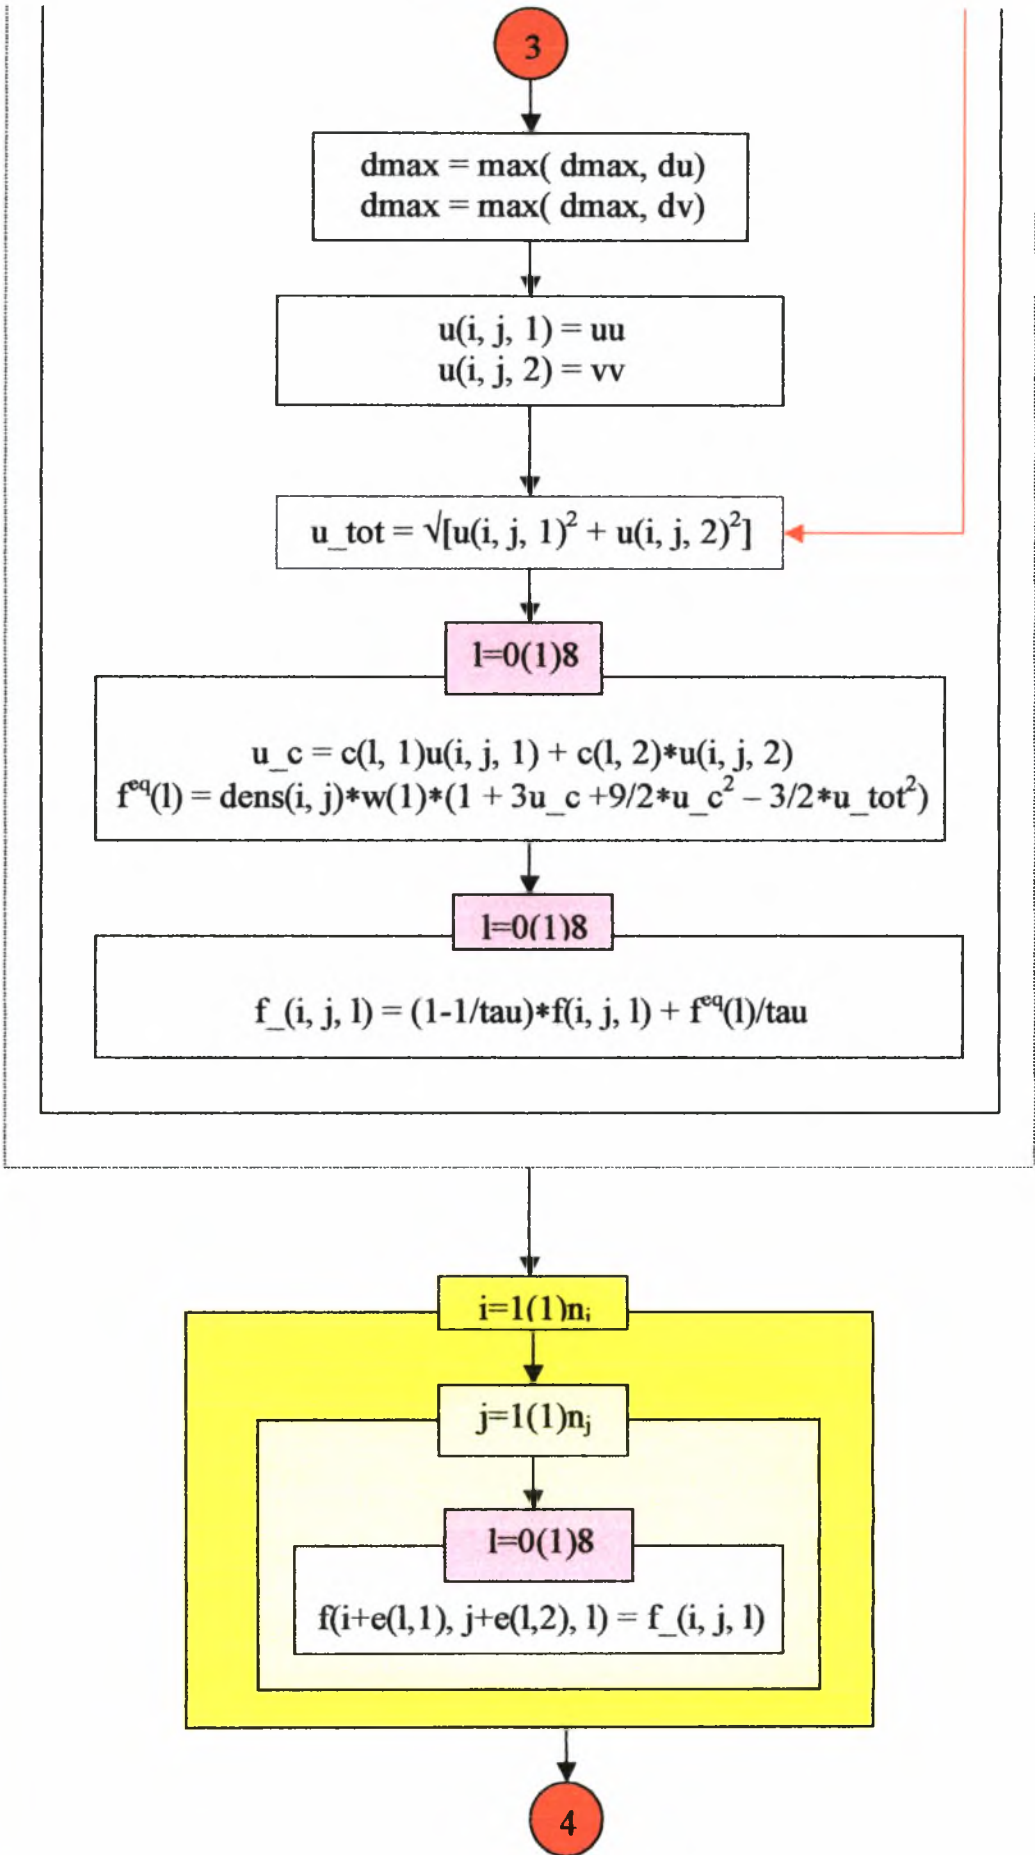 3
dmax = max( dmax, du)
dmax = max( dmax, dv)
u(i, j, 1) = uu
u(i, j, 2) = vv
u_tot = √[u(i, j, 1)² + u(i, j, 2)²]
l=0(1)8
u_c = c(l, 1)u(i, j, 1) + c(l, 2)*u(i, j, 2)
f^eq(l) = dens(i, j)*w(1)*(1 + 3u_c +9/2*u_c² – 3/2*u_tot²)
l=0(1)8
f_(i, j, l) = (1-1/tau)*f(i, j, l) + f^eq(l)/tau
i=1(1)nᵢ
j=1(1)nⱼ
l=0(1)8
f(i+e(l,1), j+e(l,2), l) = f_(i, j, l)
4